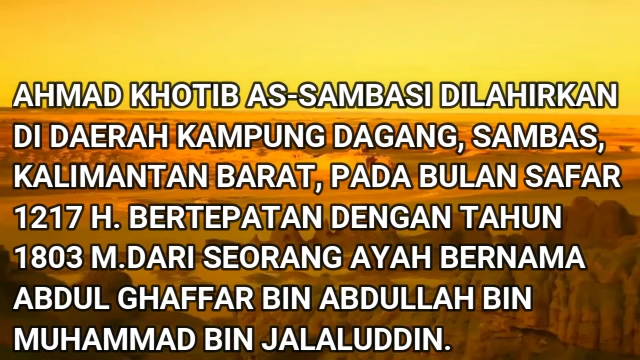 AHMAD KHOTIB AS-SAMBASI DILAHIRKAN
DI DAERAH KAMPUNG DAGANG, SAMBAS,
KALIMANTAN BARAT, PADA BULAN SAFAR
1217 H. BERTEPATAN DENGAN TAHUN
1803 M.DARI SEORANG AYAH BERNAMA
ABDUL GHAFFAR BIN ABDULLAH BIN
MUHAMMAD BIN JALALUDDIN.